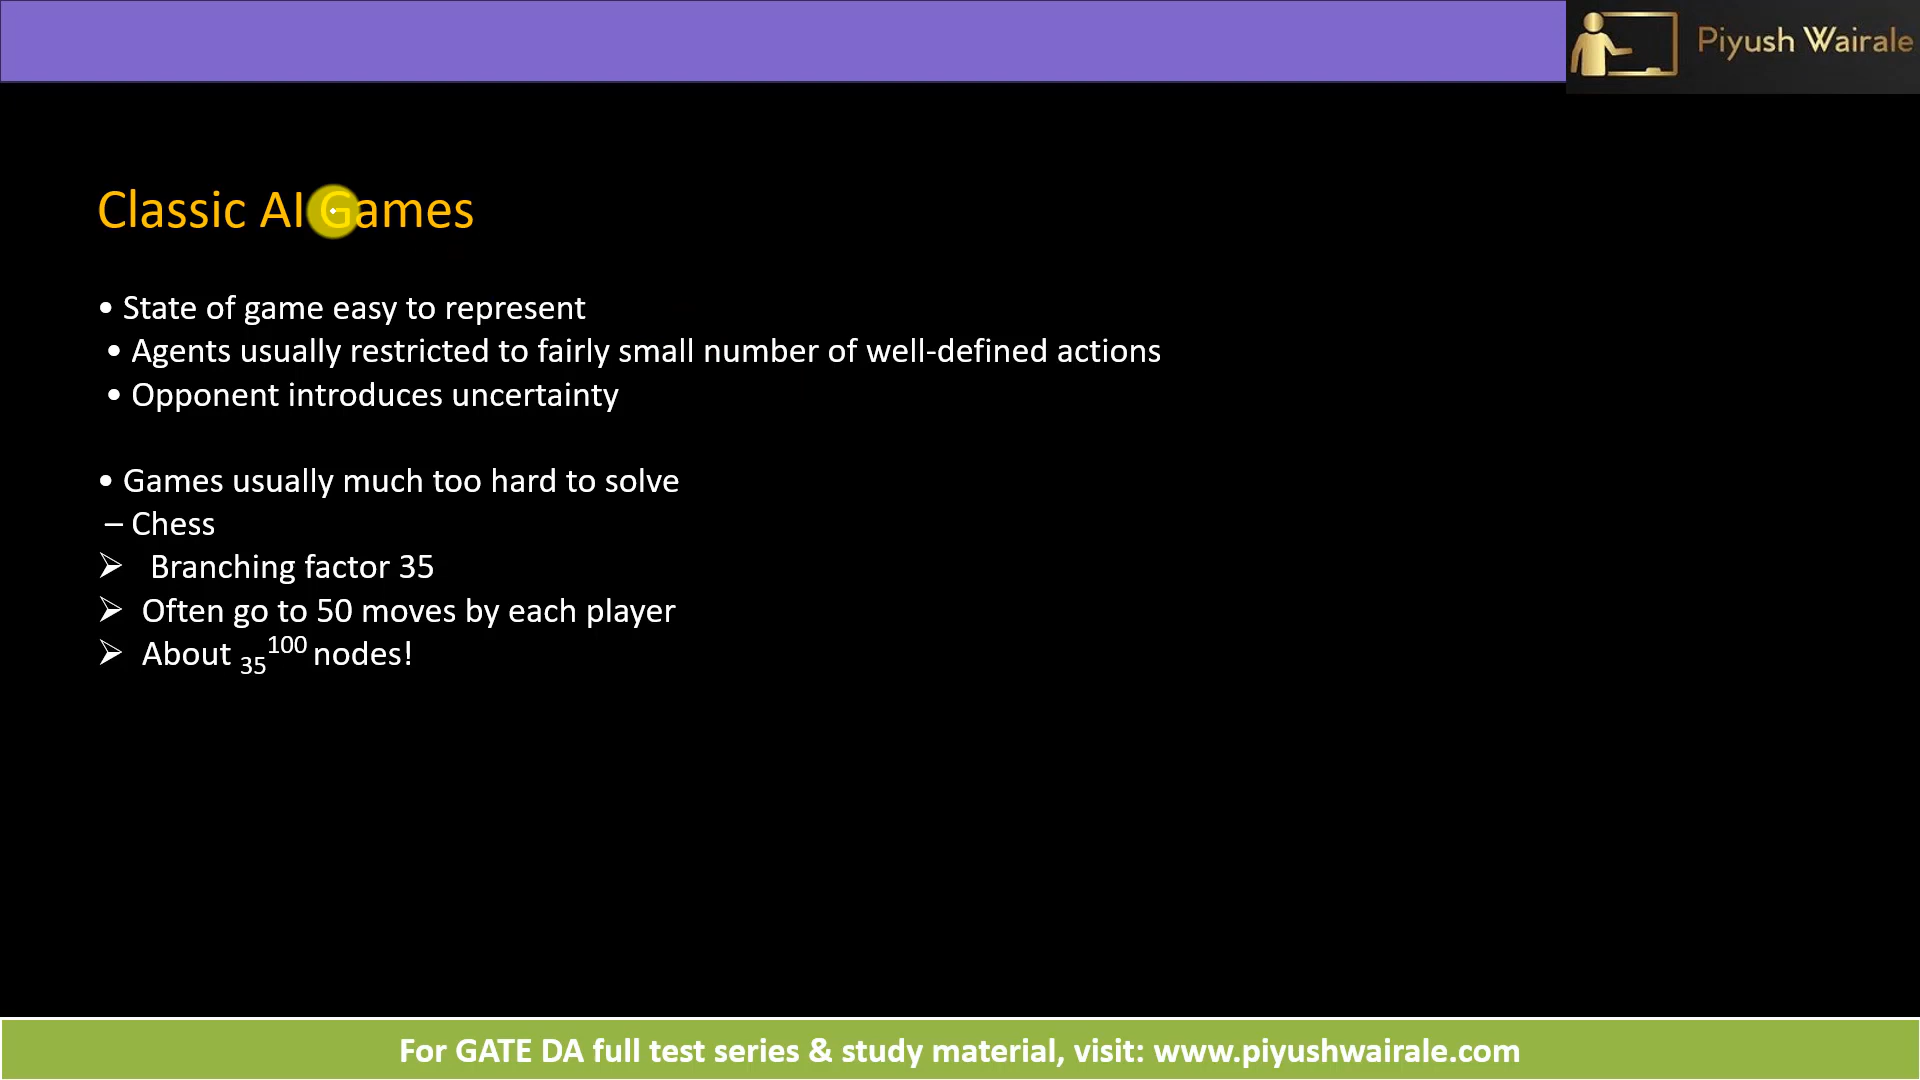 Piyush Wairale
Classic AI Games
• State of game easy to represent
• Agents usually restricted to fairly small number of well-defined actions
• Opponent introduces uncertainty
• Games usually much too hard to solve
– Chess
➢ Branching factor 35
➢ Often go to 50 moves by each player
➢ About 35^100 nodes!
For GATE DA full test series & study material, visit: www.piyushwairale.com